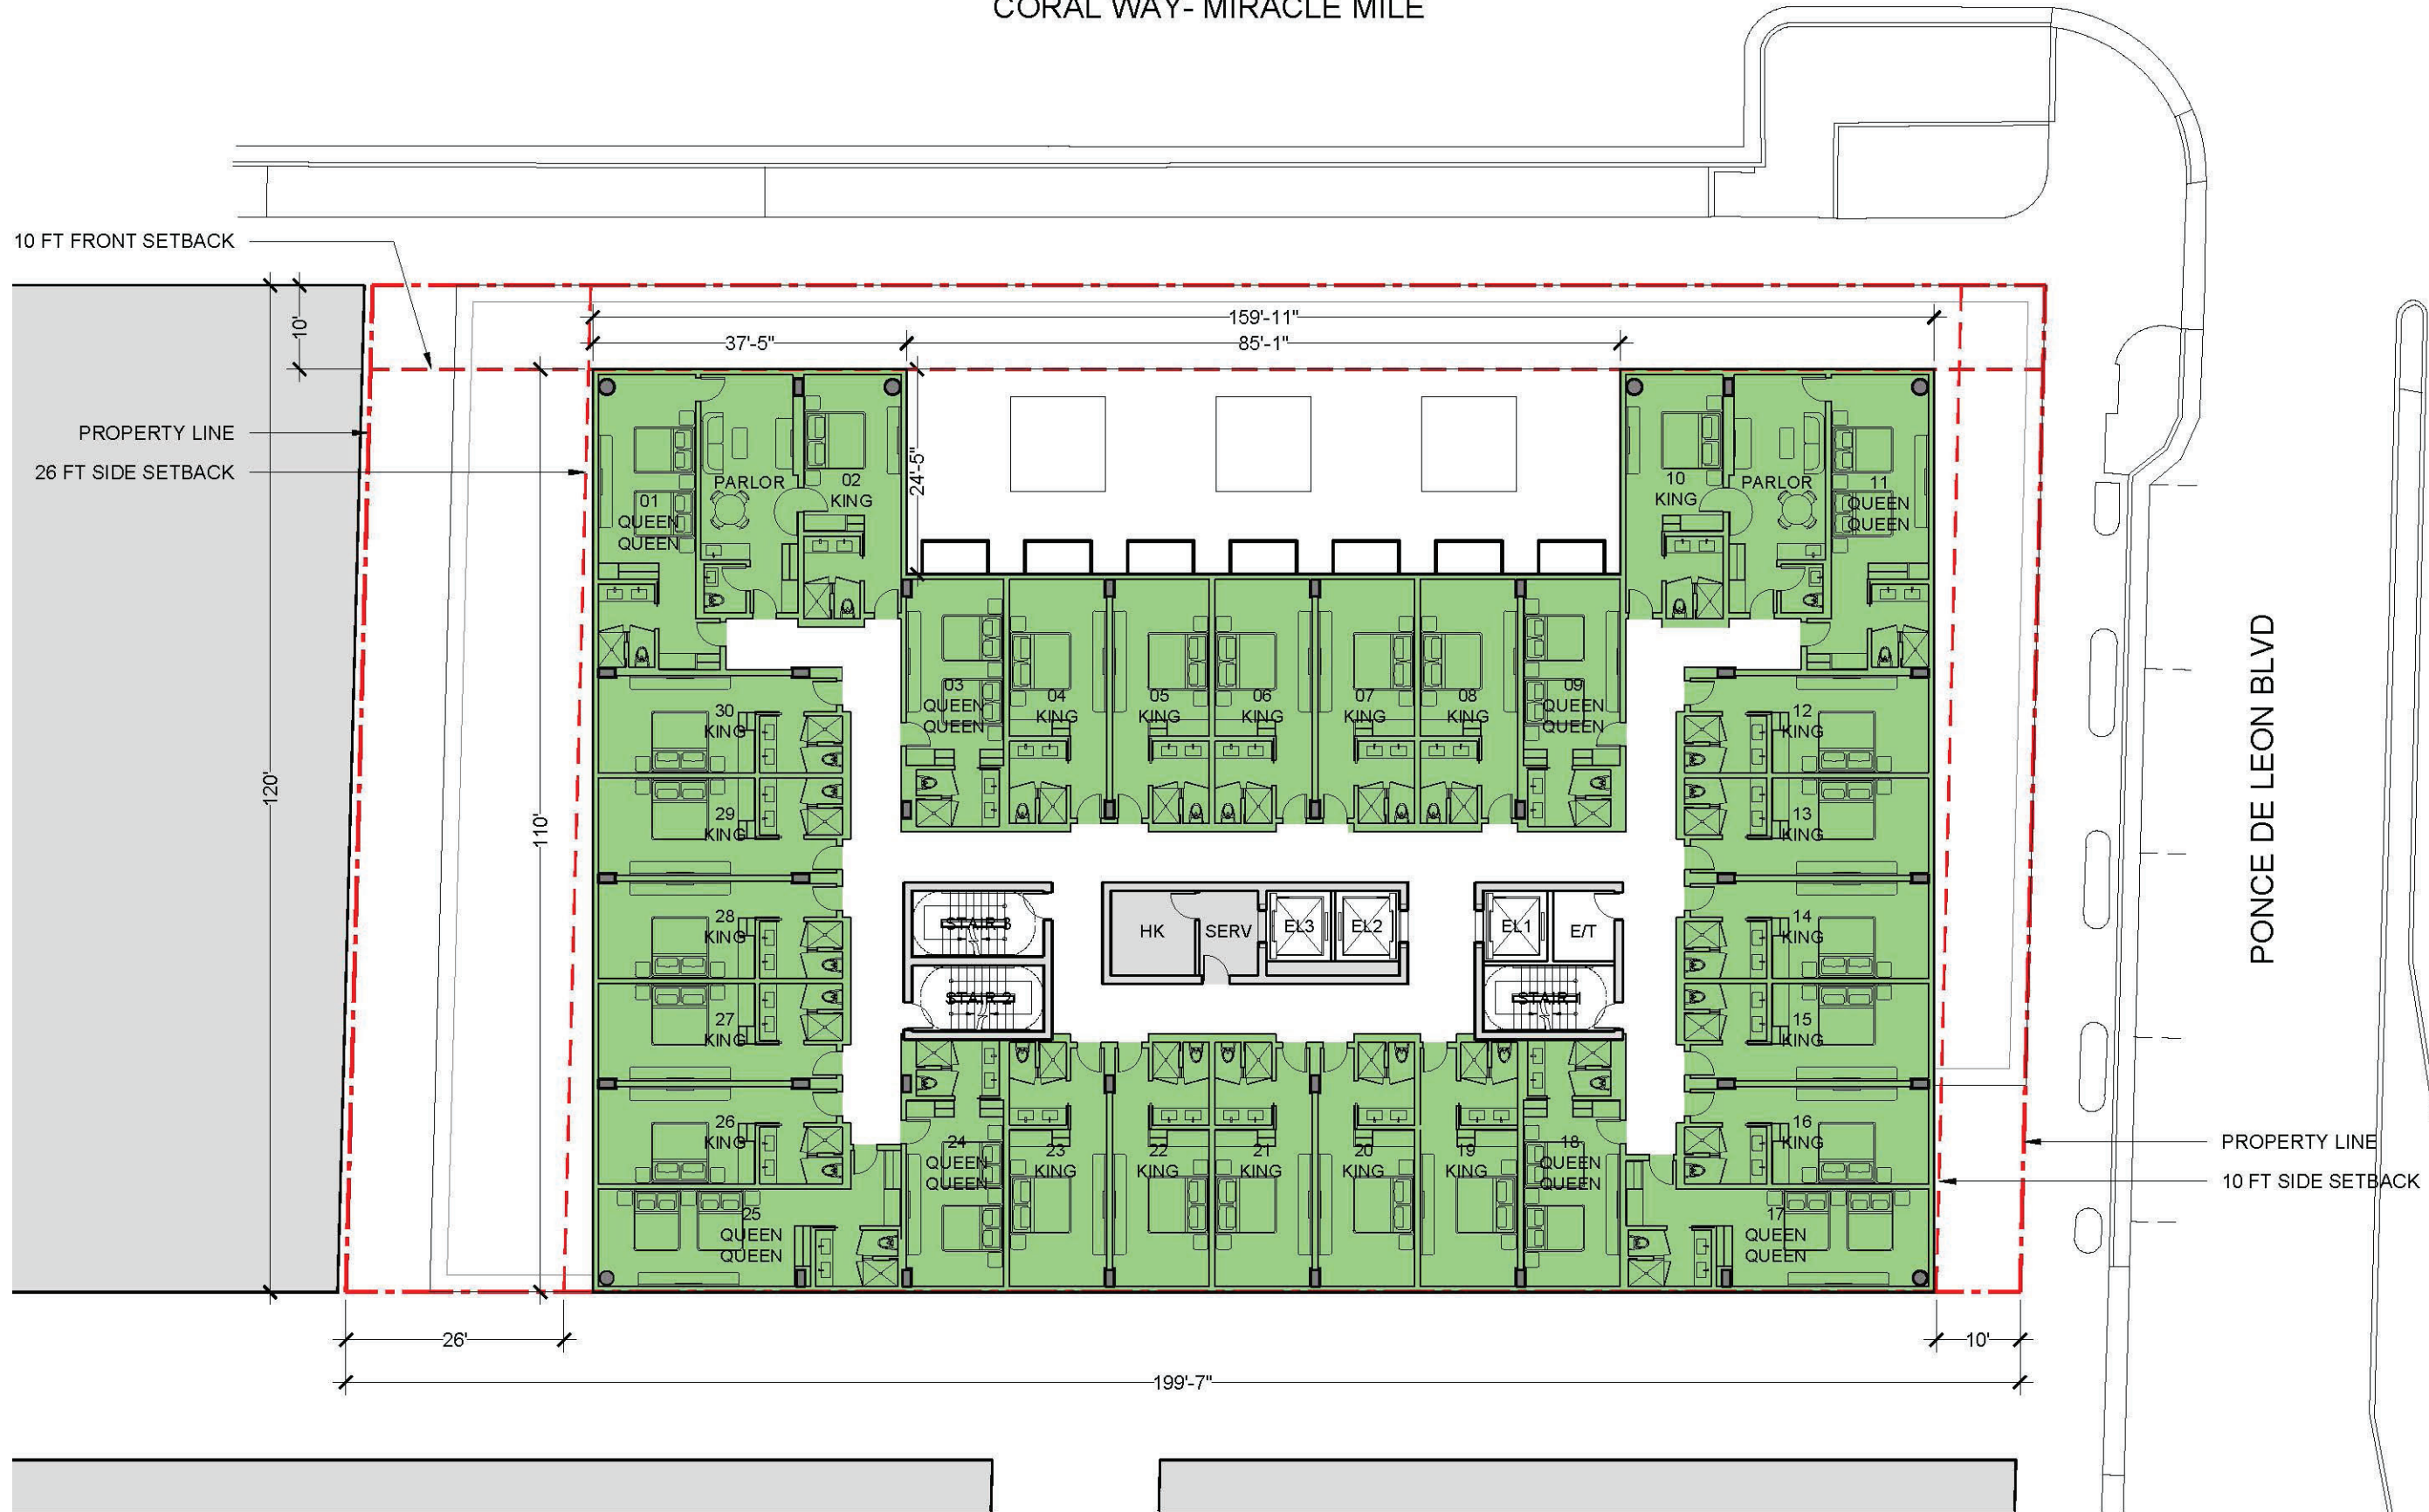 CORAL WAY- MIRACLE MILE
10 FT FRONT SETBACK
10'
159'-11"
37'-5"
85'-1"
PROPERTY LINE
26 FT SIDE SETBACK
24'-5"
01
QUEEN
QUEEN
PARLOR
02
KING
10
KING
PARLOR
11
QUEEN
QUEEN
03
QUEEN
QUEEN
04
KING
05
KING
06
KING
07
KING
08
KING
09
QUEEN
QUEEN
30
KING
12
KING
120'
110'
29
KING
13
KING
28
KING
14
KING
STAIR 3
HK
SERV
EL3
EL2
EL1
E/T
STAIR 2
STAIR 1
27
KING
15
KING
26
KING
16
KING
24
QUEEN
QUEEN
23
KING
22
KING
21
KING
20
KING
19
KING
18
QUEEN
QUEEN
25
QUEEN
QUEEN
17
QUEEN
QUEEN
PONCE DE LEON BLVD
PROPERTY LINE
10 FT SIDE SETBACK
26'
10'
199'-7"